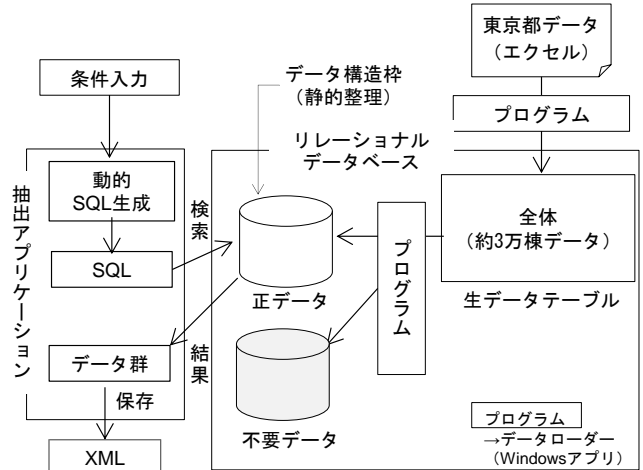 東京都データ
(エクセル)
条件入力
データ構造枠
(静的整理)
プログラム
リレーショナル
データベース
抽出アプリケーション
動的
SQL生成
検索
全体
(約3万棟データ)
SQL
プログラム
正データ
生データテーブル
結果
データ群
保存
不要データ
プログラム
→データローダー
(Windowsアプリ)
XML